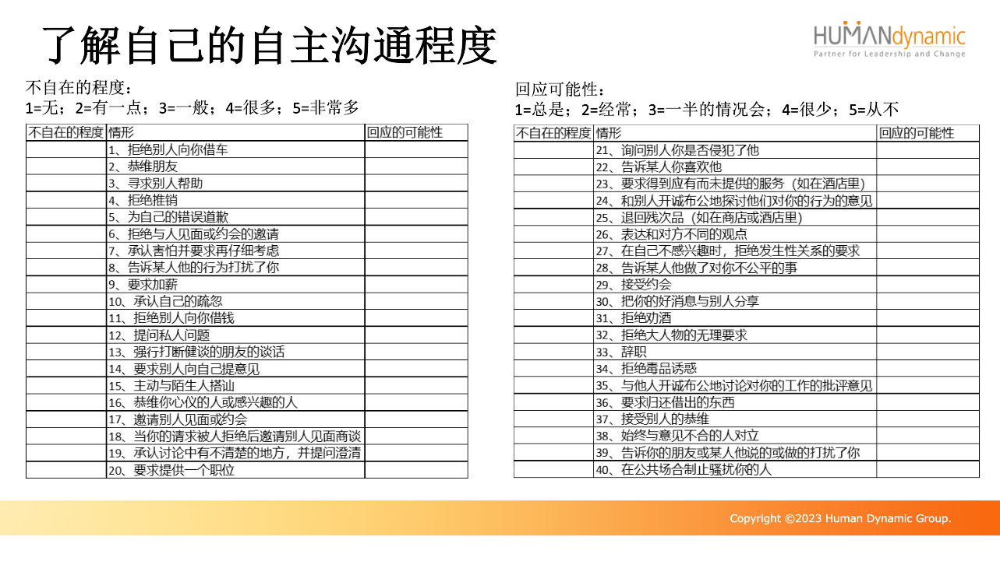 了解自己的自主沟通程度
HUMANdynamic
Partner for Leadership and Change
不自在的程度：
1=无；2=有一点；3=一般；4=很多；5=非常多
不自在的程度 情形 回应的可能性
1、拒绝别人向你借车
2、恭维朋友
3、寻求别人帮助
4、拒绝推销
5、为自己的错误道歉
6、拒绝与人见面或约会的邀请
7、承认害怕并要求再仔细考虑
8、告诉某人他的行为打扰了你
9、要求加薪
10、承认自己的疏忽
11、拒绝别人向你借钱
12、提问私人问题
13、强行打断健谈的朋友的谈话
14、要求别人向自己提意见
15、主动与陌生人搭讪
16、恭维你心仪的人或感兴趣的人
17、邀请别人见面或约会
18、当你的请求被人拒绝后邀请别人见面商谈
19、承认讨论中有不清楚的地方，并提问澄清
20、要求提供一个职位
回应可能性：
1=总是；2=经常；3=一半的情况会；4=很少；5=从不
不自在的程度 情形 回应的可能性
21、询问别人你是否侵犯了他
22、告诉某人你喜欢他
23、要求得到应有而未提供的服务（如在酒店里）
24、和别人开诚布公地探讨他们对你的行为的意见
25、退回残次品（如在商店或酒店里）
26、表达和对方不同的观点
27、在自己不感兴趣时，拒绝发生性关系的要求
28、告诉某人他做了对你不公平的事
29、接受约会
30、把你的好消息与别人分享
31、拒绝劝酒
32、拒绝大人物的无理要求
33、辞职
34、拒绝毒品诱惑
35、与他人开诚布公地讨论对你的工作的批评意见
36、要求归还借出的东西
37、接受别人的恭维
38、始终与意见不合的人对立
39、告诉你的朋友或某人他说的或做的打扰了你
40、在公共场合制止骚扰你的人
Copyright ©2023 Human Dynamic Group.